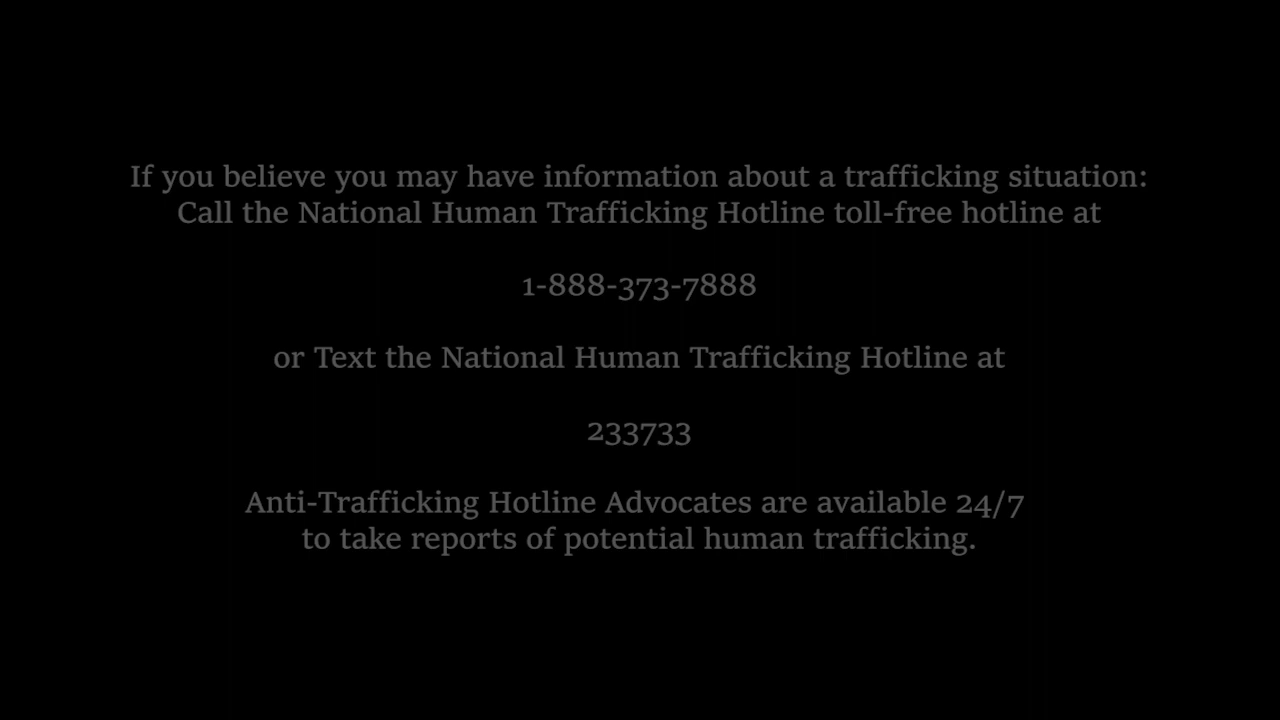 If you believe you may have information about a trafficking situation:
Call the National Human Trafficking Hotline toll-free hotline at
1-888-373-7888
or Text the National Human Trafficking Hotline at
233733
Anti-Trafficking Hotline Advocates are available 24/7
to take reports of potential human trafficking.